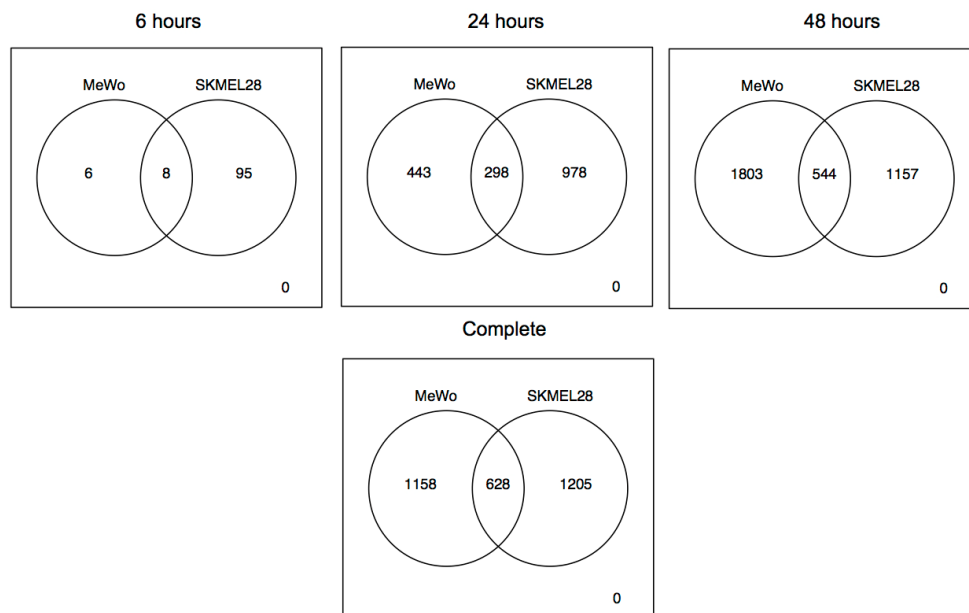 6 hours
24 hours
48 hours
MeWo SKMEL28
6 8 95
0
MeWo SKMEL28
443 298 978
0
MeWo SKMEL28
1803 544 1157
0
Complete
MeWo SKMEL28
1158 628 1205
0